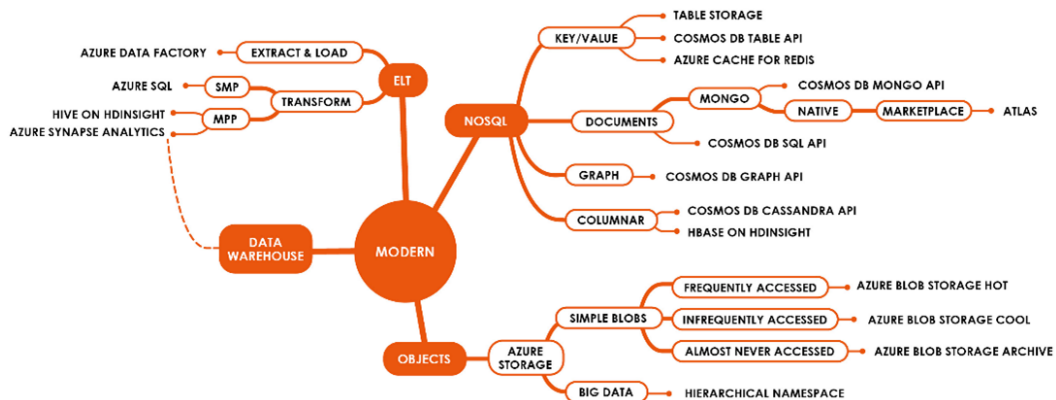 AZURE DATA FACTORY
EXTRACT & LOAD
ELT
AZURE SQL
SMP
TRANSFORM
HIVE ON HDINSIGHT
MPP
AZURE SYNAPSE ANALYTICS
DATA
WAREHOUSE
MODERN
NOSQL
KEY/VALUE
TABLE STORAGE
COSMOS DB TABLE API
AZURE CACHE FOR REDIS
DOCUMENTS
MONGO
COSMOS DB MONGO API
NATIVE
MARKETPLACE
ATLAS
COSMOS DB SQL API
GRAPH
COSMOS DB GRAPH API
COLUMNAR
COSMOS DB CASSANDRA API
HBASE ON HDINSIGHT
OBJECTS
AZURE
STORAGE
SIMPLE BLOBS
FREQUENTLY ACCESSED
AZURE BLOB STORAGE HOT
INFREQUENTLY ACCESSED
AZURE BLOB STORAGE COOL
ALMOST NEVER ACCESSED
AZURE BLOB STORAGE ARCHIVE
BIG DATA
HIERARCHICAL NAMESPACE